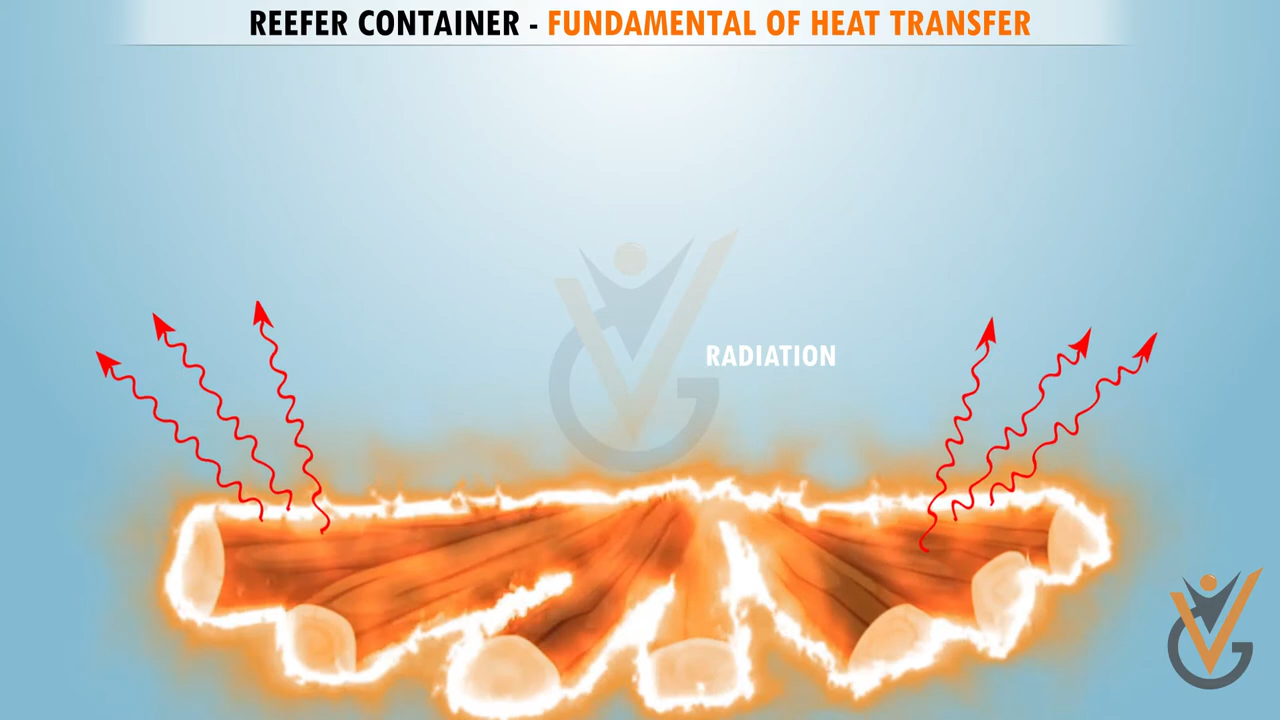 REEFER CONTAINER - FUNDAMENTAL OF HEAT TRANSFER
RADIATION